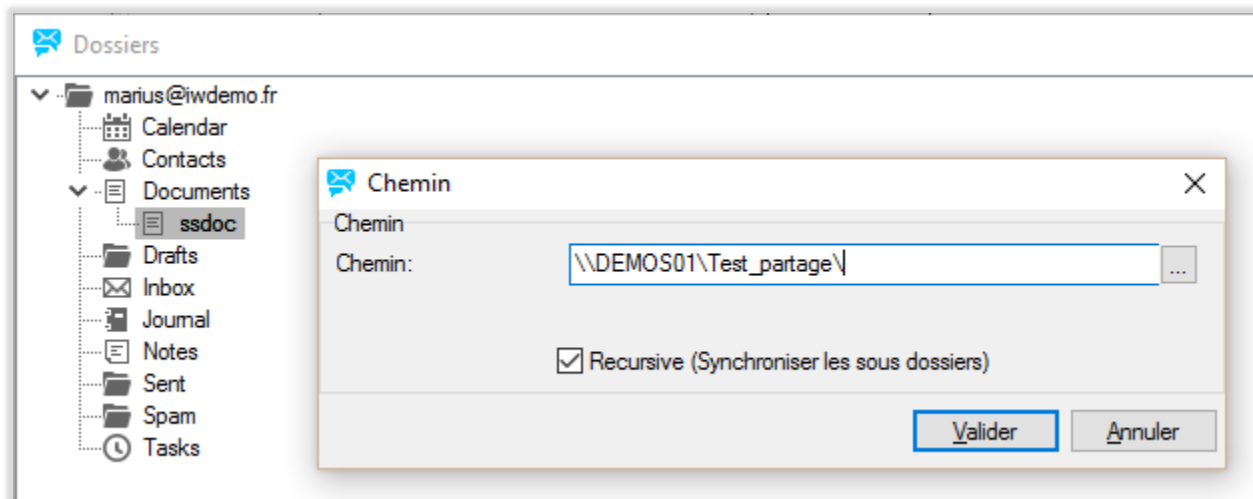 Dossiers
marius@iwdemo.fr
Calendar
Contacts
Documents
ssdoc
Drafts
Inbox
Journal
Notes
Sent
Spam
Tasks
Chemin
Chemin
Chemin:
\\DEMOS01\Test_partage\
...
Recursive (Synchroniser les sous dossiers)
Valider
Annuler